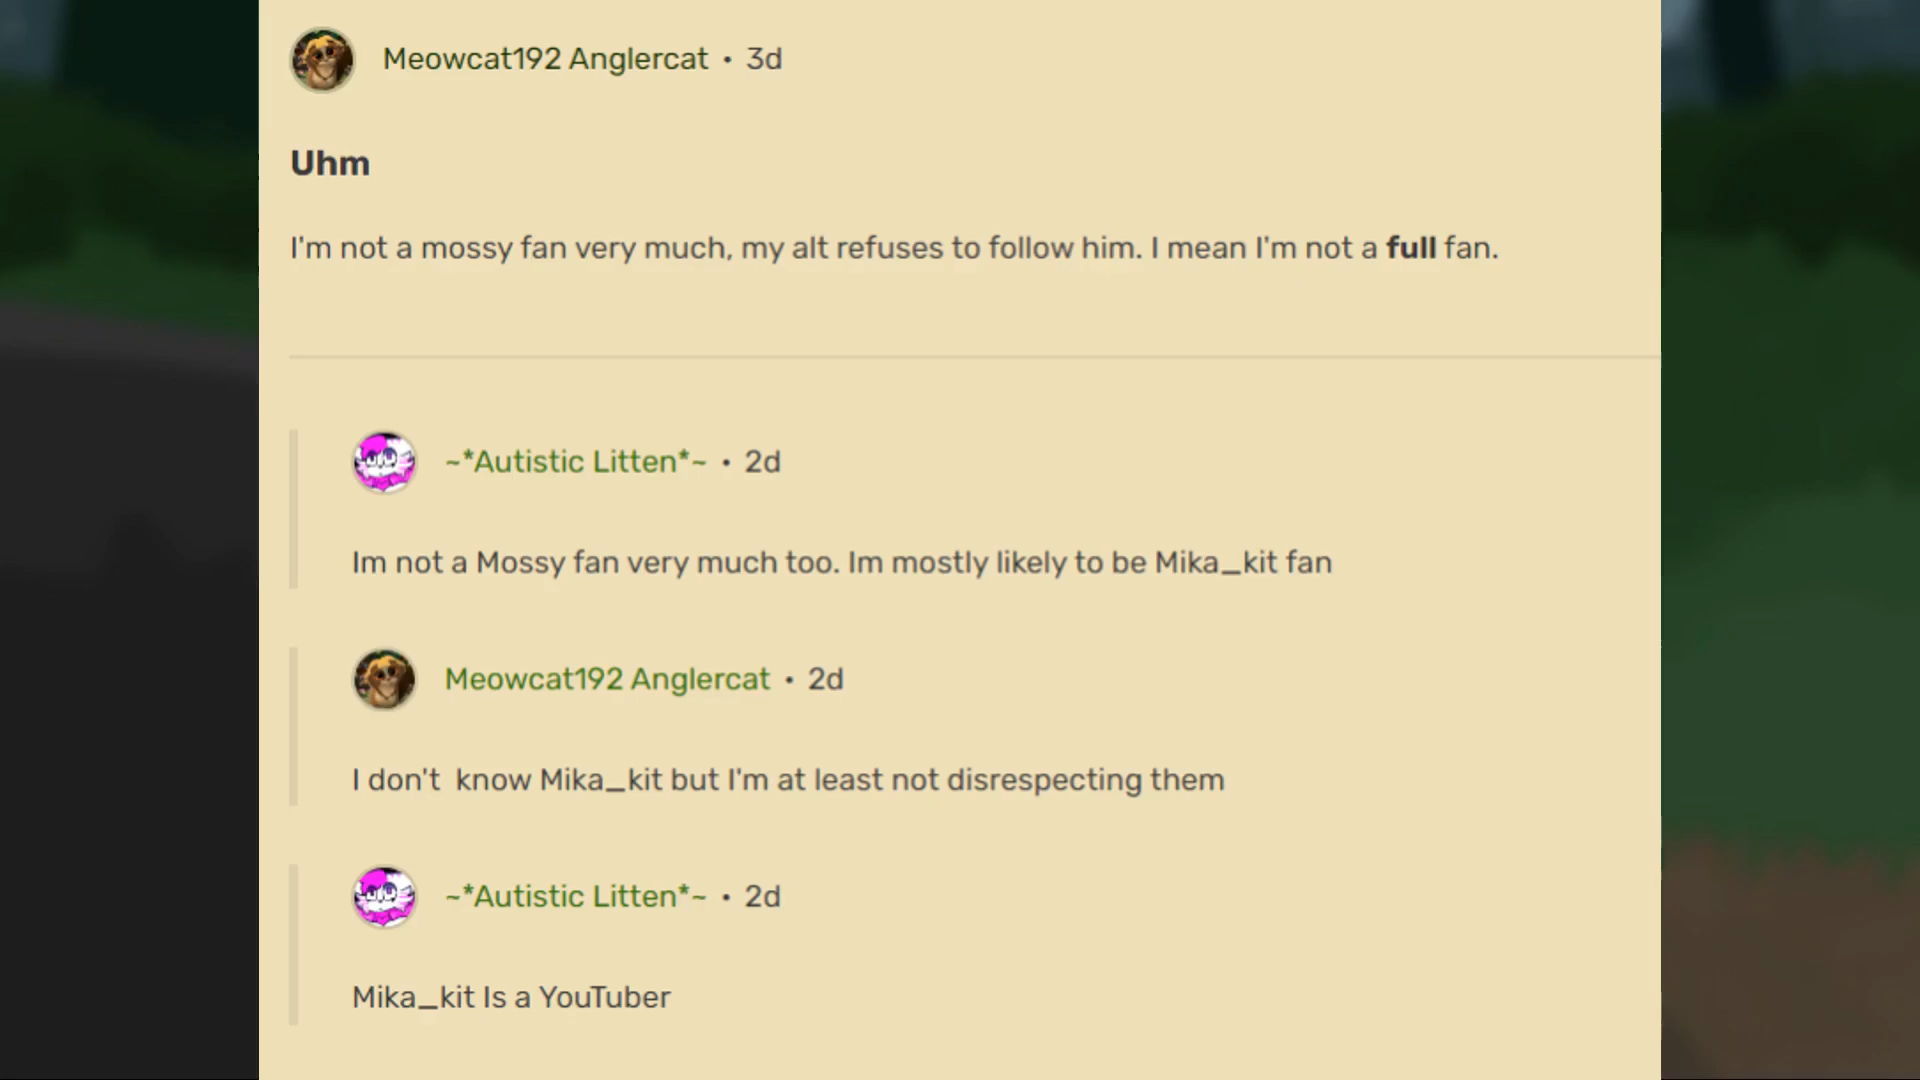 Meowcat192 Anglercat • 3d
Uhm
I'm not a mossy fan very much, my alt refuses to follow him. I mean I'm not a full fan.
~*Autistic Litten*~ • 2d
Im not a Mossy fan very much too. Im mostly likely to be Mika_kit fan
Meowcat192 Anglercat • 2d
I don't  know Mika_kit but I'm at least not disrespecting them
~*Autistic Litten*~ • 2d
Mika_kit Is a YouTuber